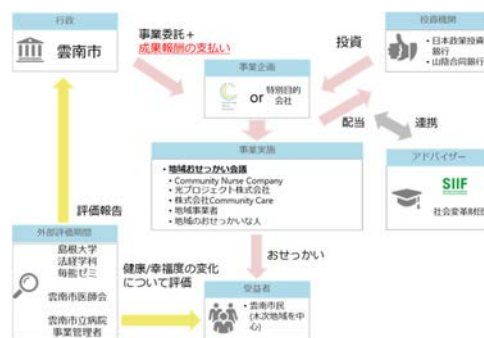 行政
雲南市
事業委託+
成果報酬の支払い
事業企画
or
特別目的
会社
投資
投資機関
・日本政策投資
銀行
・山陰合同銀行
配当
連携
アドバイザー
SIIF
社会変革財団
事業実施
・地域おせっかい会議
・Community Nurse Company
・光プロジェクト株式会社
・株式会社Community Care
・地域事業者
・地域のおせっかいな人
おせっかい
評価報告
外部評価期間
島根大学
法経学科
毎熊ゼミ
雲南市医師会
雲南市立病院
事業管理者
健康/幸福度の変化
について評価
受益者
・雲南市民
(木次地域を中
心)